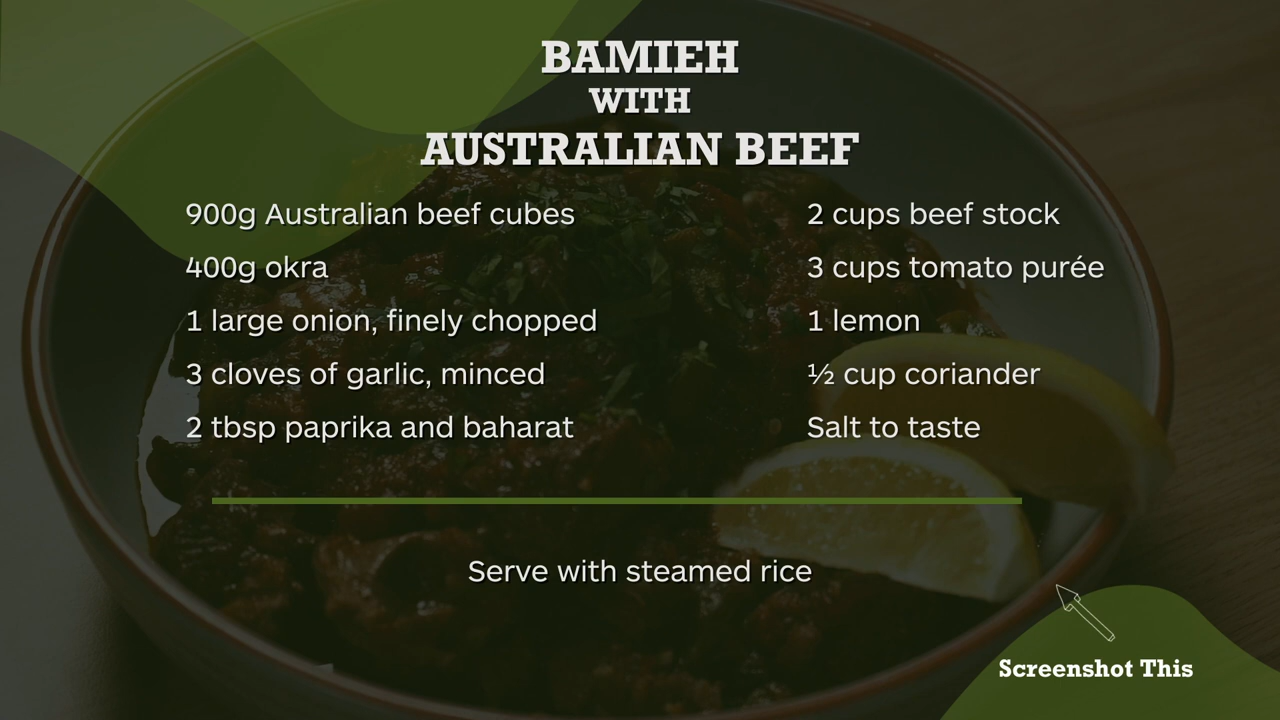 BAMIEH
WITH
AUSTRALIAN BEEF
900g Australian beef cubes
400g okra
1 large onion, finely chopped
3 cloves of garlic, minced
2 tbsp paprika and baharat
2 cups beef stock
3 cups tomato purée
1 lemon
½ cup coriander
Salt to taste
Serve with steamed rice
Screenshot This